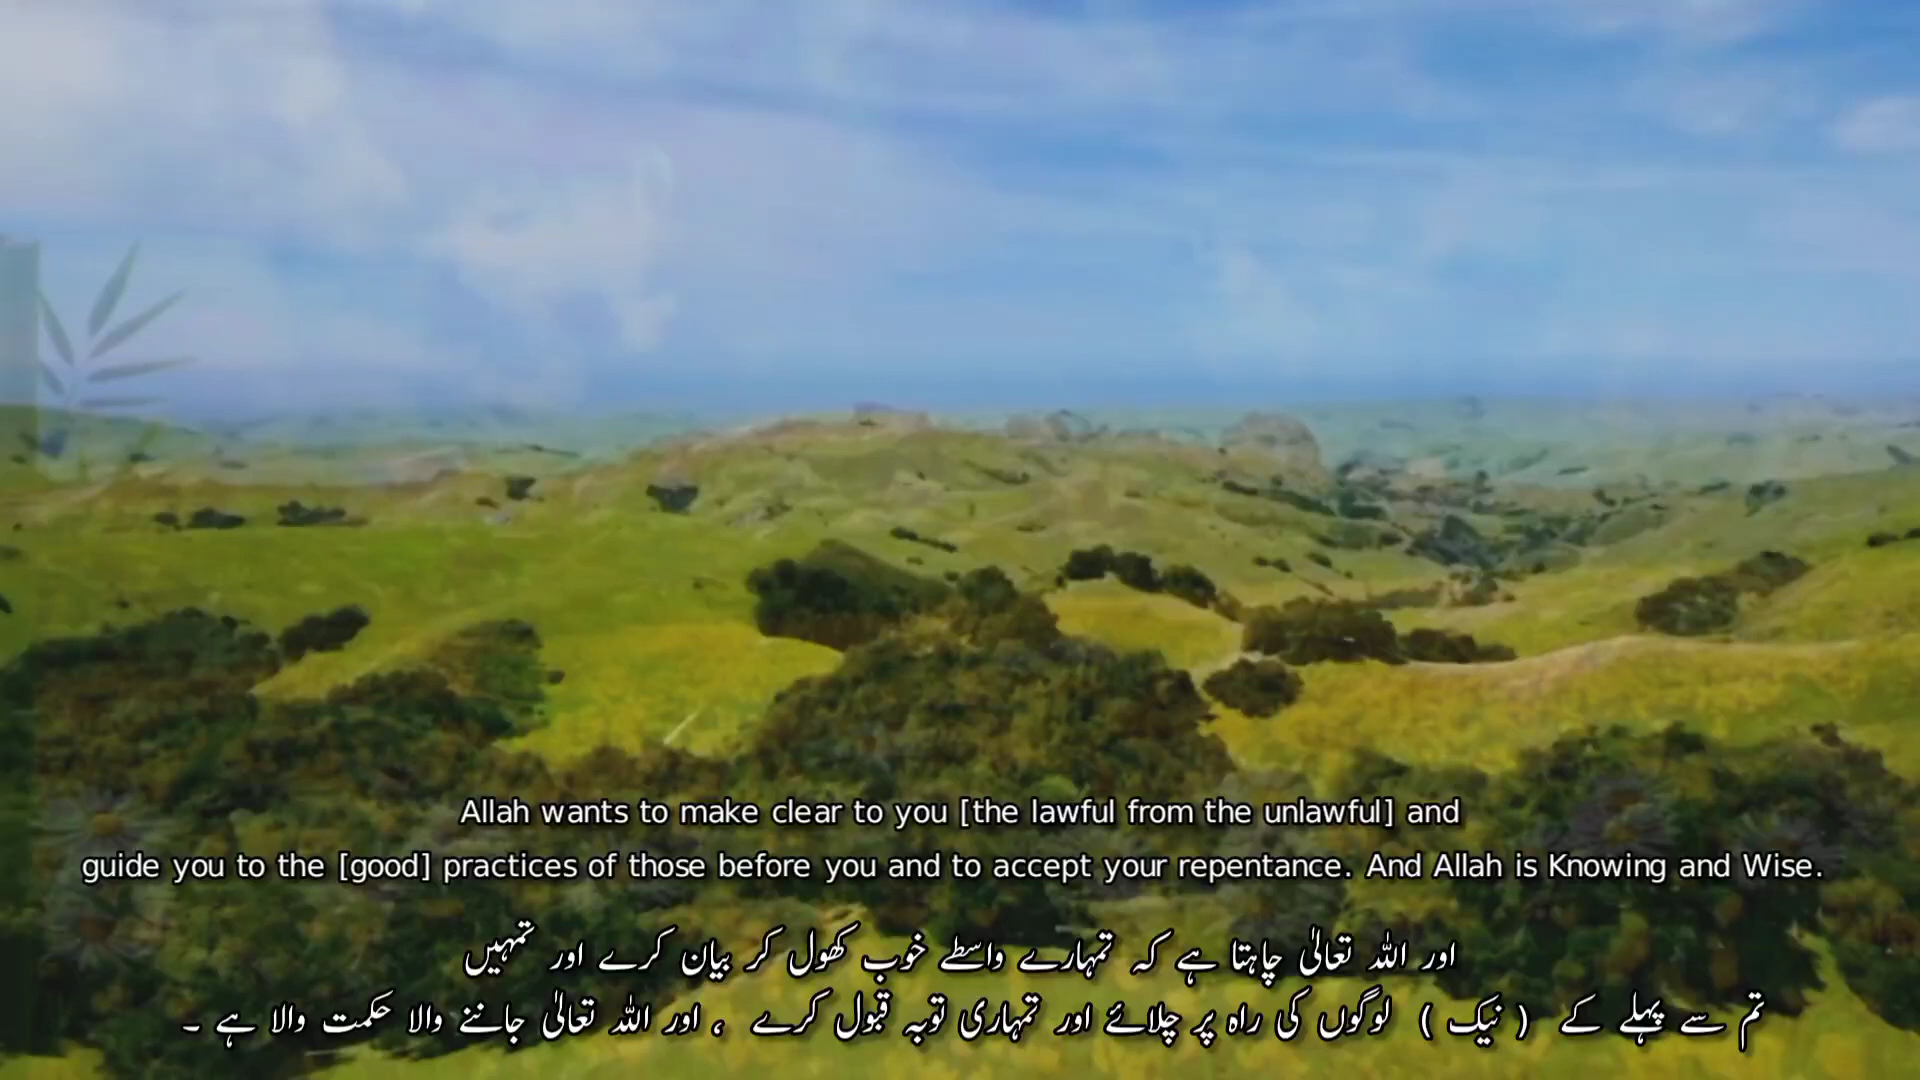 Allah wants to make clear to you [the lawful from the unlawful] and
guide you to the [good] practices of those before you and to accept your repentance. And Allah is Knowing and Wise.
اور اللہ تعالیٰ چاہتا ہے کہ تمہارے واسطے خوب کھول کر بیان کرے اور تمہیں
تم سے پہلے کے ( نیک ) لوگوں کی راہ پر چلائے اور تمہاری توبہ قبول کرے ، اور اللہ تعالیٰ جاننے والا حکمت والا ہے ۔